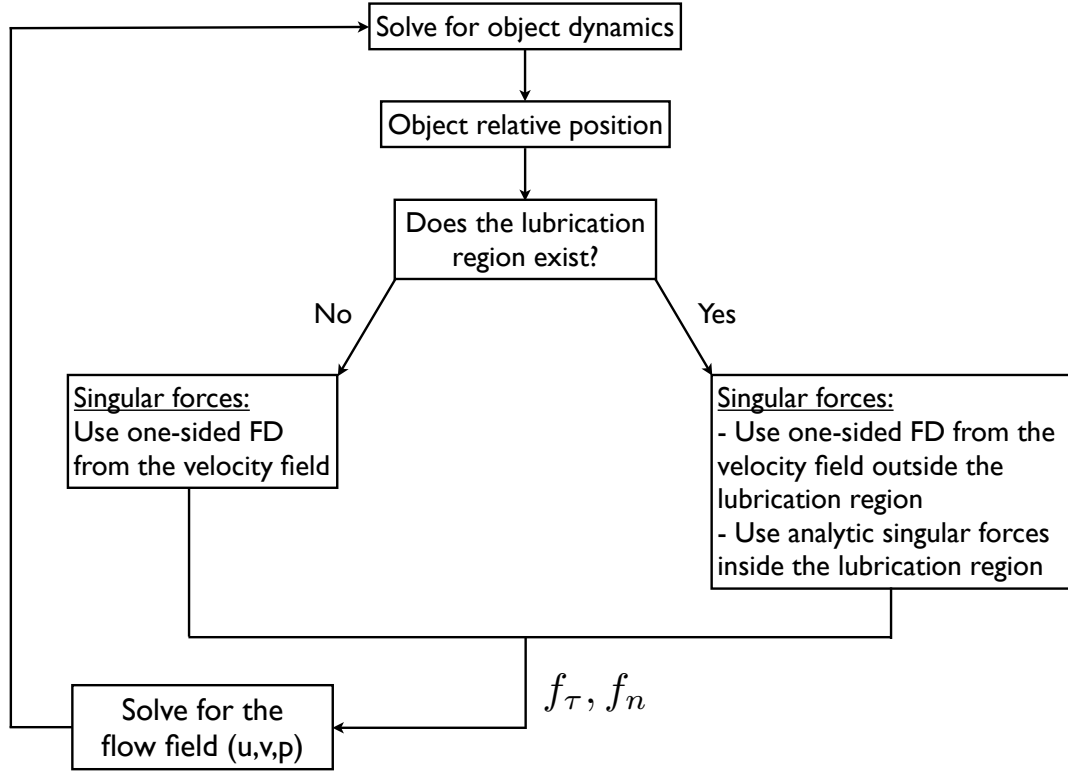 Solve for object dynamics
Object relative position
Does the lubrication
region exist?
No
Yes
Singular forces:
Use one-sided FD
from the velocity field
Singular forces:
- Use one-sided FD from the
velocity field outside the
lubrication region
- Use analytic singular forces
inside the lubrication region
f_τ, f_n
Solve for the
flow field (u,v,p)